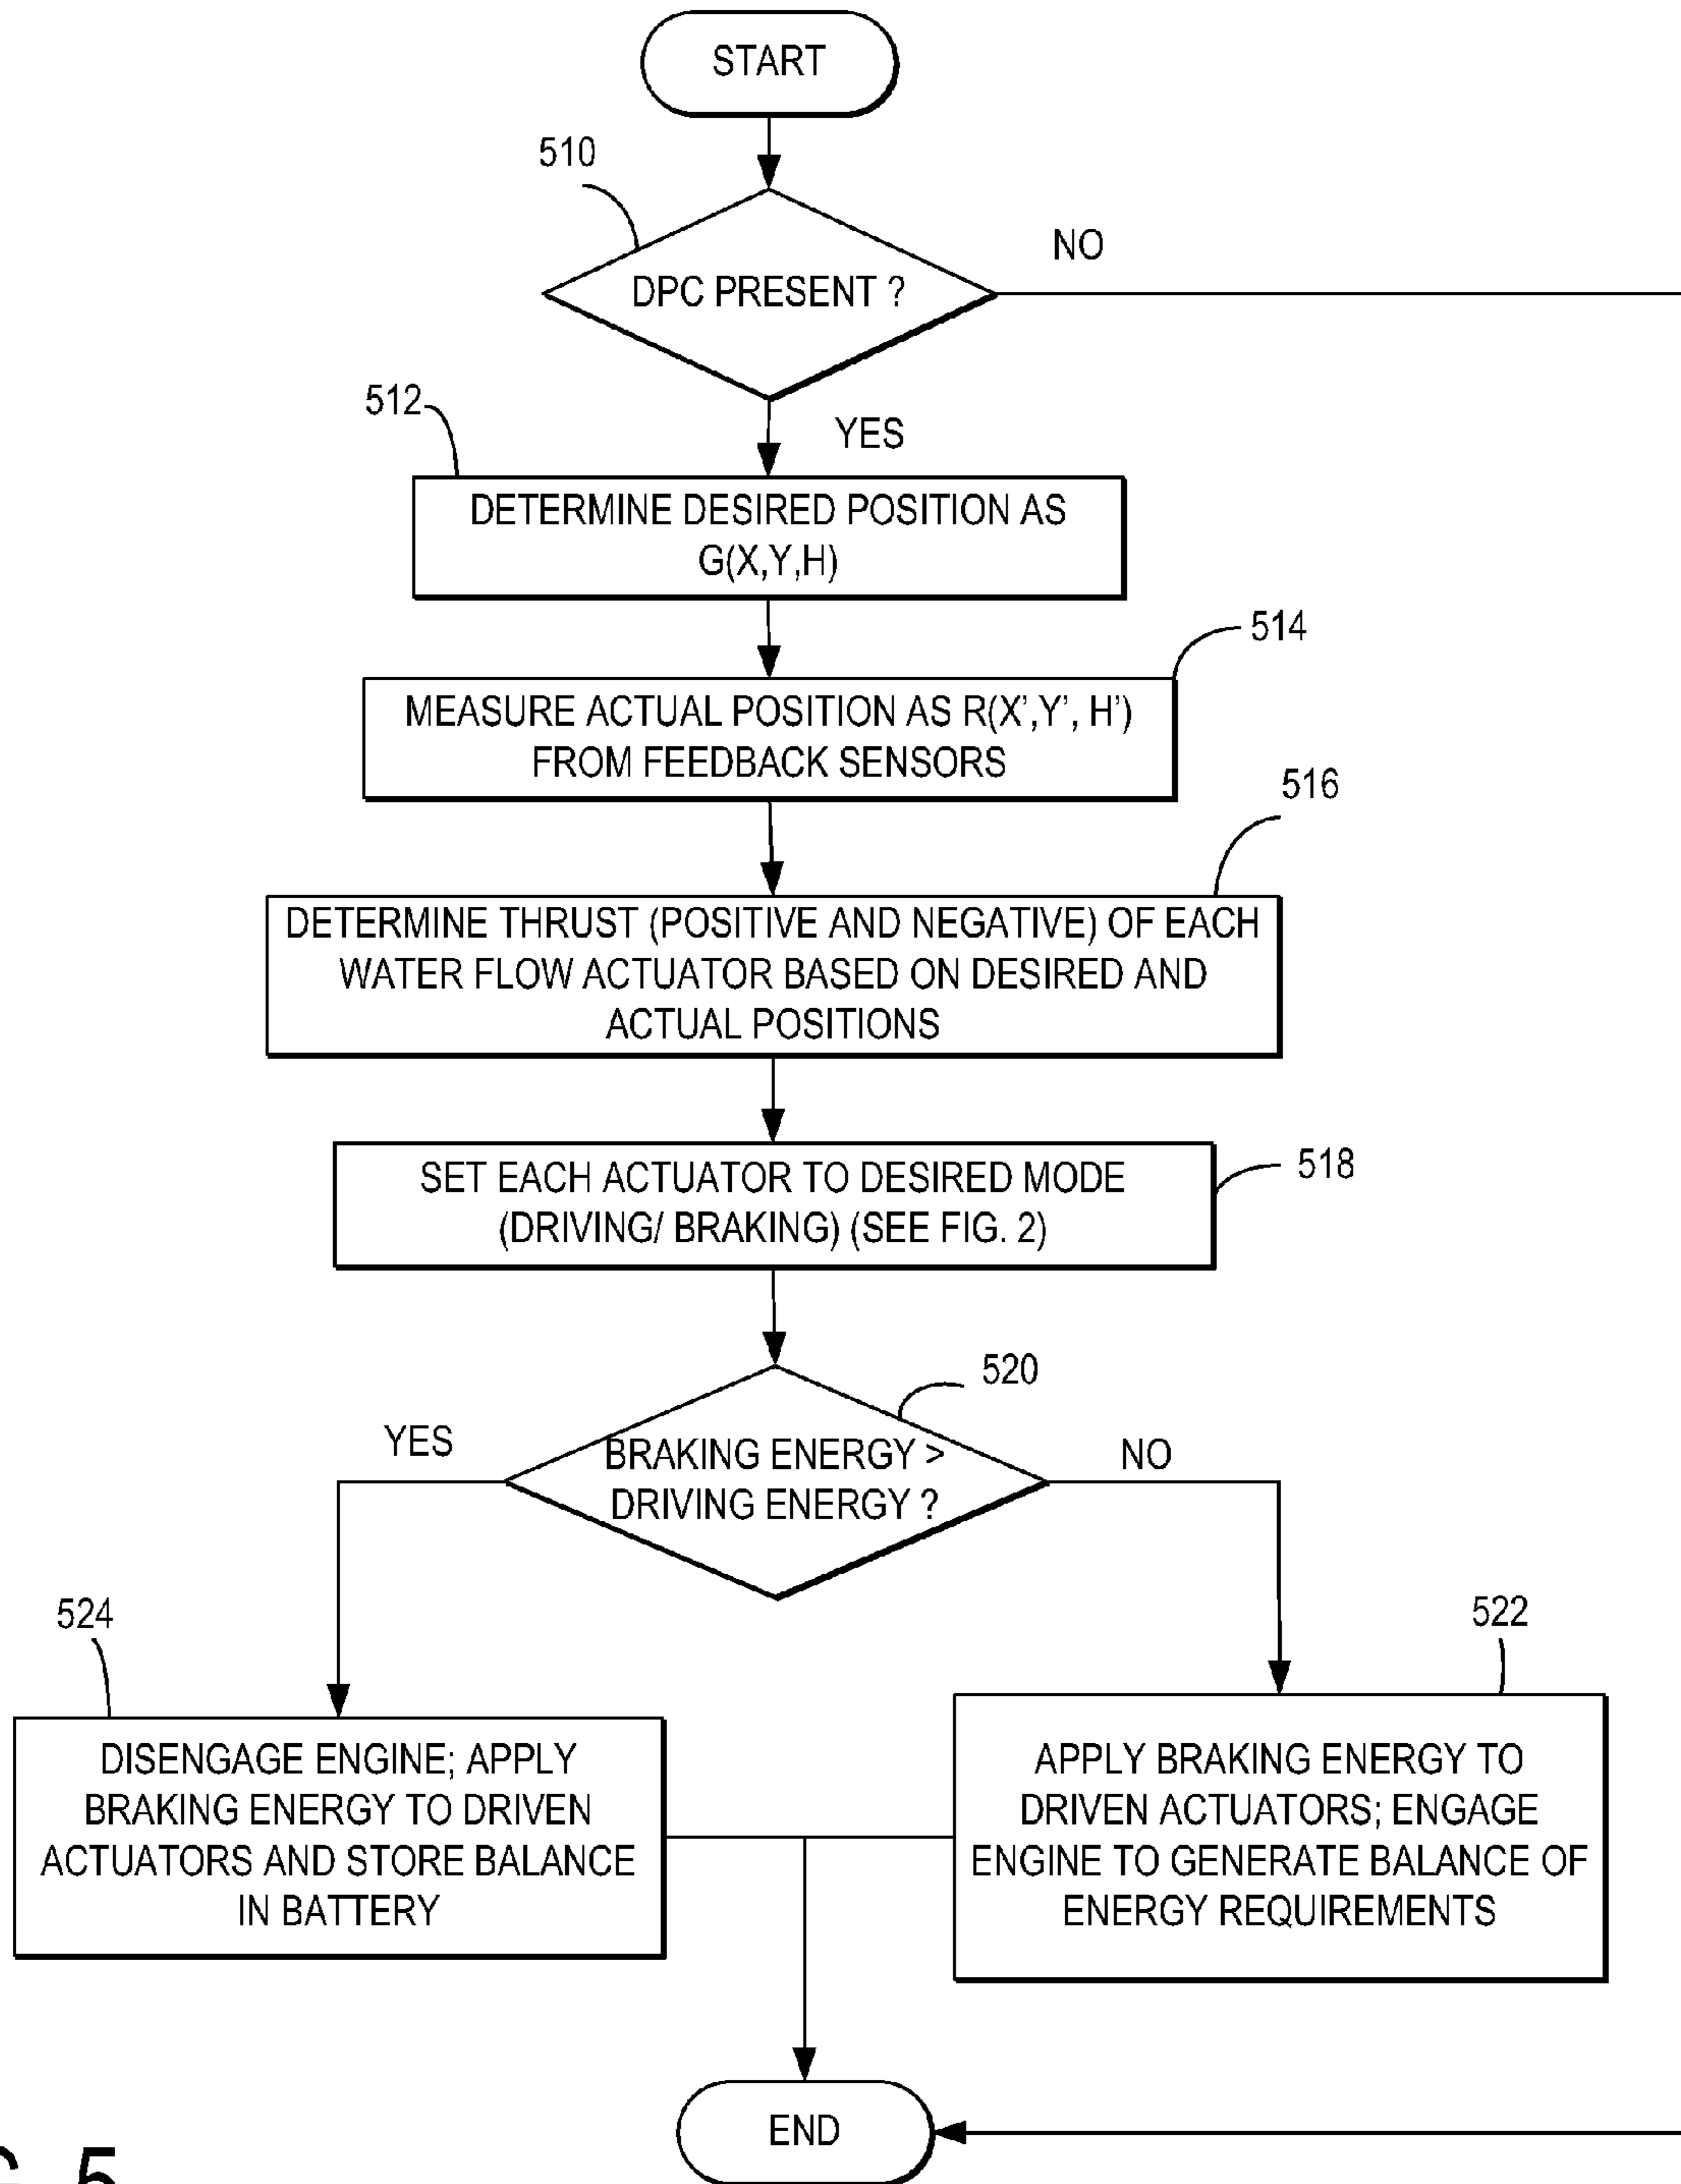 START
510
DPC PRESENT ?
NO
512
YES
DETERMINE DESIRED POSITION AS
G(X,Y,H)
514
MEASURE ACTUAL POSITION AS R(X’,Y’, H’)
FROM FEEDBACK SENSORS
516
DETERMINE THRUST (POSITIVE AND NEGATIVE) OF EACH
WATER FLOW ACTUATOR BASED ON DESIRED AND
ACTUAL POSITIONS
SET EACH ACTUATOR TO DESIRED MODE
(DRIVING/ BRAKING) (SEE FIG. 2)
518
520
YES
BRAKING ENERGY >
DRIVING ENERGY ?
NO
524
522
DISENGAGE ENGINE; APPLY
BRAKING ENERGY TO DRIVEN
ACTUATORS AND STORE BALANCE
IN BATTERY
APPLY BRAKING ENERGY TO
DRIVEN ACTUATORS; ENGAGE
ENGINE TO GENERATE BALANCE OF
ENERGY REQUIREMENTS
END
5